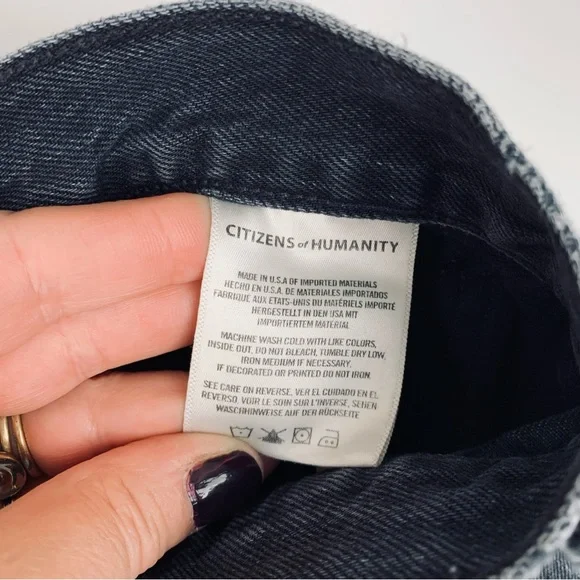 CITIZENS of HUMANITY
MADE IN U.S.A OF IMPORTED MATERIALS
HECHO EN U.S.A. DE MATERIALES IMPORTADOS
FABRIQUE AUX ETATS-UNIS DU MATÉRIELS IMPORTÉ
HERGESTELLT IN DEN USA MIT
IMPORTIERTEM MATERIAL
MACHINE WASH COLD WITH LIKE COLORS,
INSIDE OUT, DO NOT BLEACH, TUMBLE DRY LOW,
IRON MEDIUM IF NECESSARY.
IF DECORATED OR PRINTED DO NOT IRON.
SEE CARE ON REVERSE, VER EL CUIDADO EN EL
REVERSO. VOIR LE SOIN SUR L'INVERSE, SEHEN
WASCHHINWEISE AUF DER RÜCKSEITE